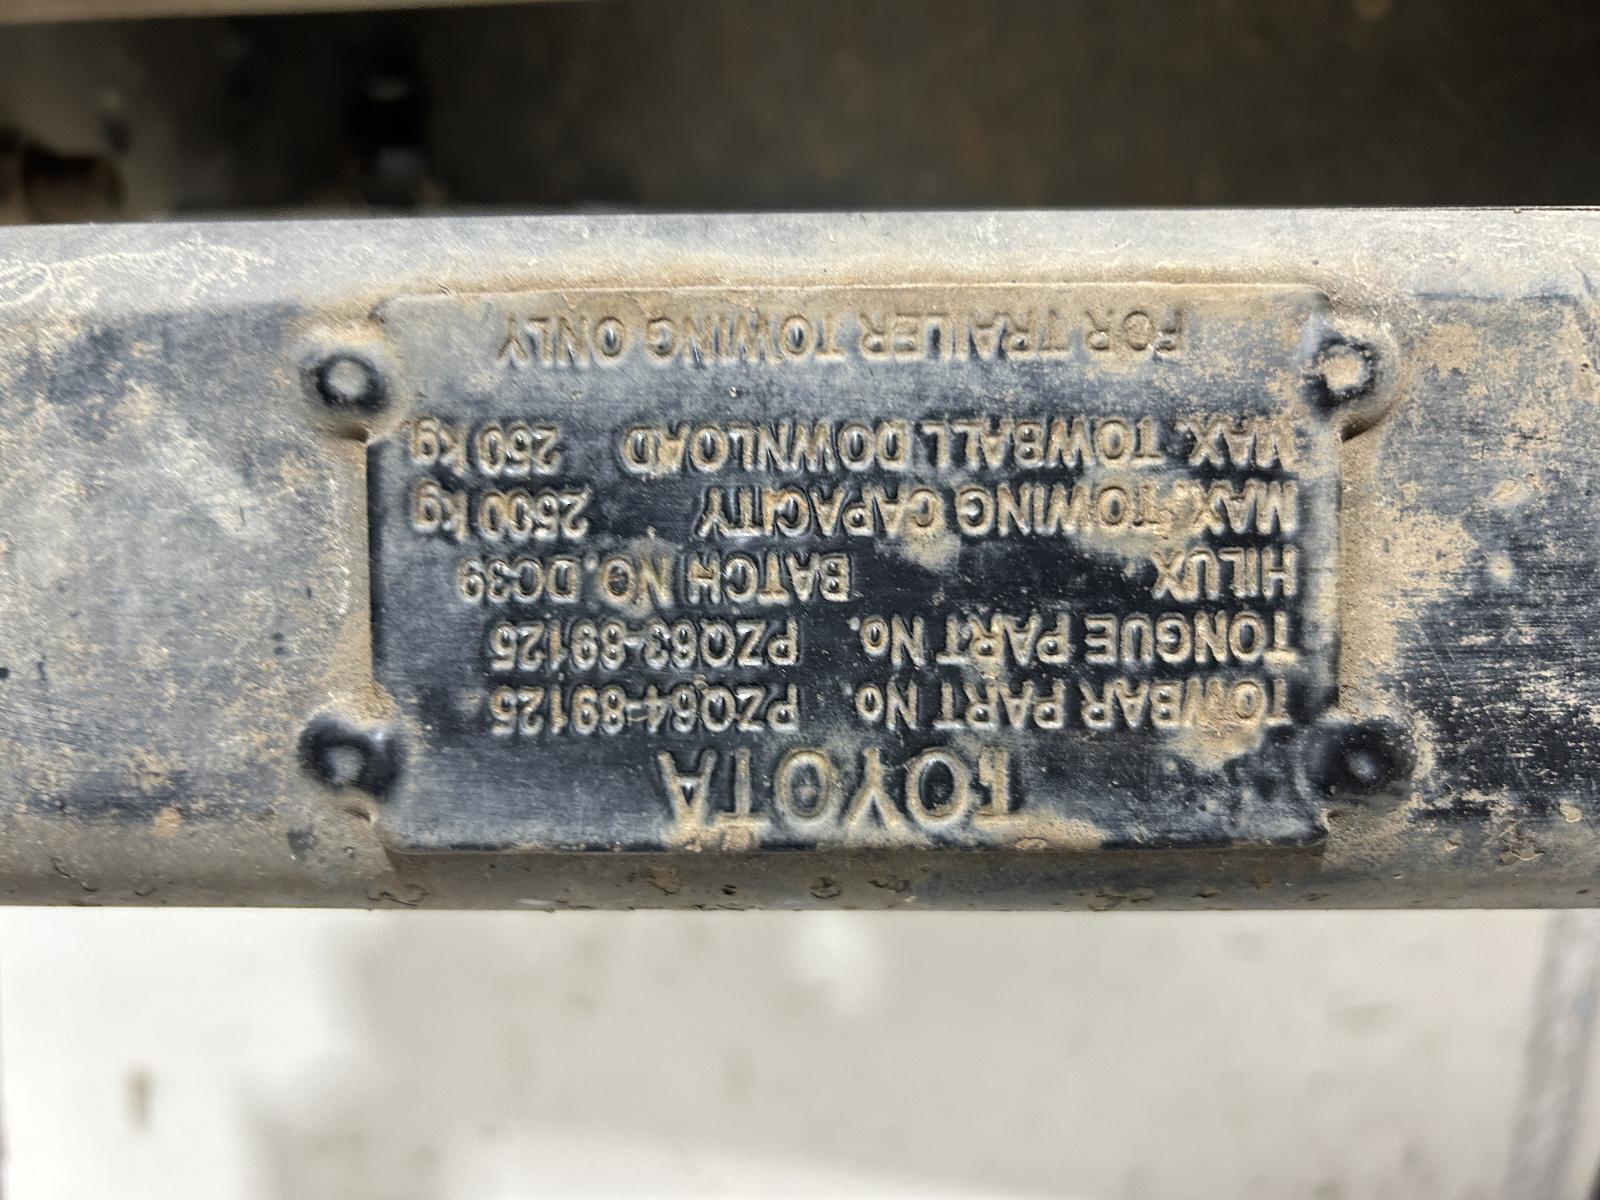 TOYOTA
TOWBAR PART No PZQ64-89125
TONGUE PART No. PZQ63-89125
HILUX BATCH NO. DC39
MAX. TOWING CAPACITY 2500 kg
MAX. TOWBALL DOWNLOAD 250 kg
FOR TRAILER TOWING ONLY